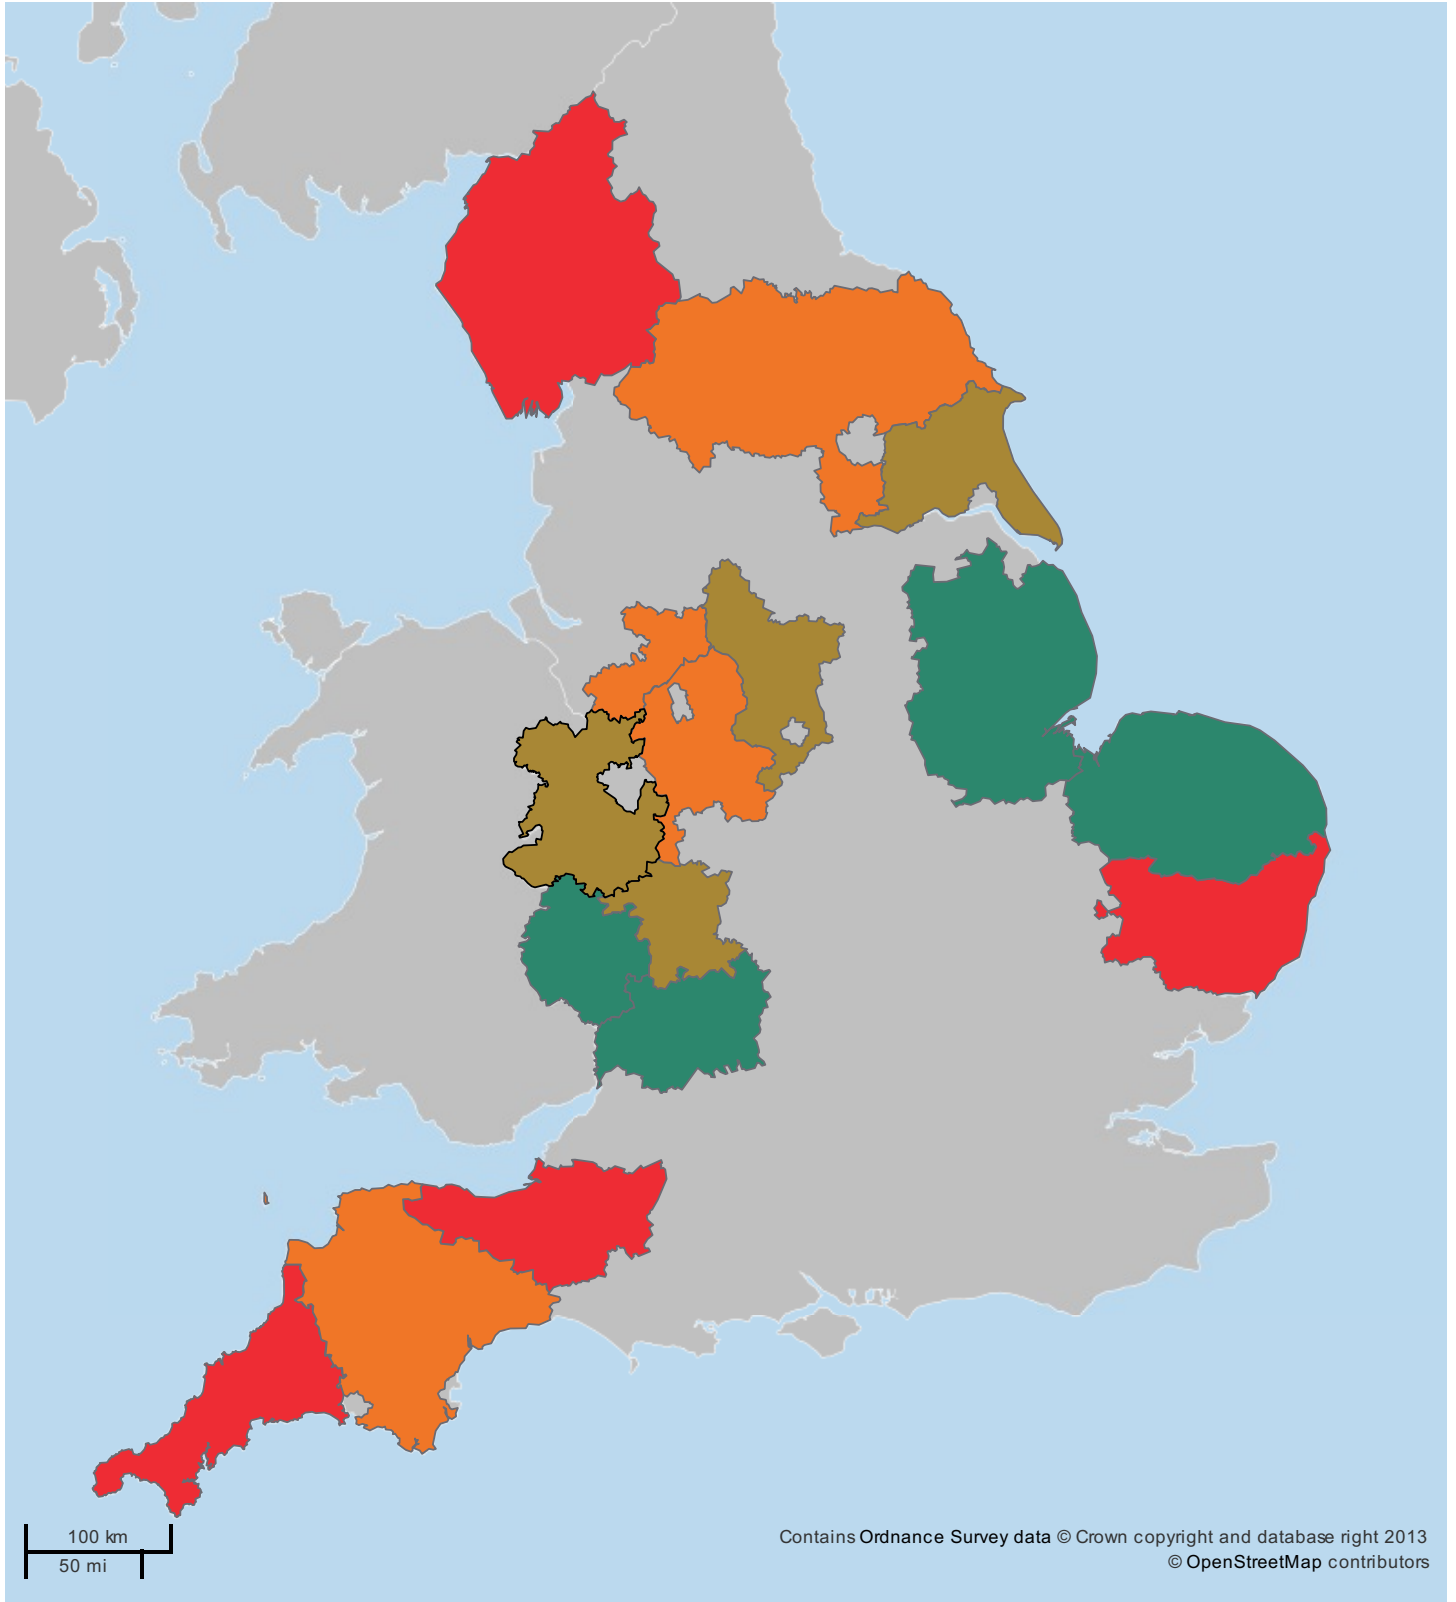 100 km
50 mi
Contains Ordnance Survey data © Crown copyright and database right 2013
© OpenStreetMap contributors